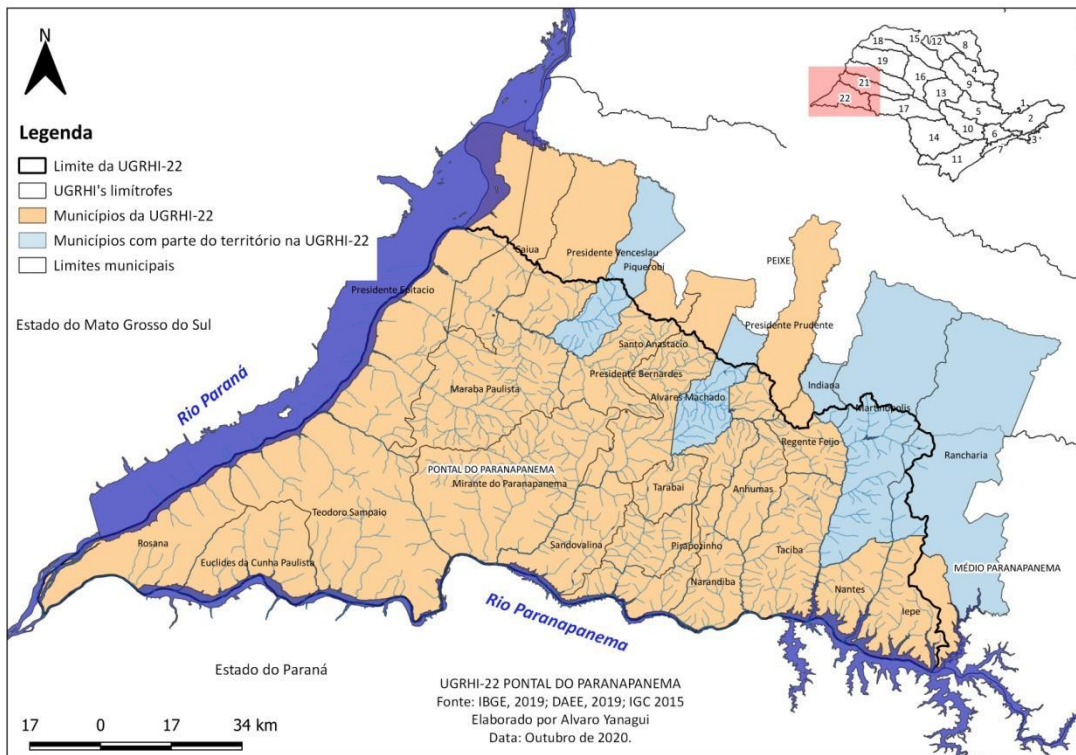 N
Legenda
Limite da UGRHI-22
UGRHI's limítrofes
Municípios da UGRHI-22
Municípios com parte do território na UGRHI-22
Limites municipais
18
15
12
8
19
4
16
9
21
13
22
17
5
1
2
10
6
14
3
7
11
Estado do Mato Grosso do Sul
Rio Paraná
Caiua
Presidente Venceslau
Piquerobi
PEIXE
Presidente Epitacio
Presidente Prudente
Santo Anastacio
Presidente Bernardes
Indiana
Maraba Paulista
Alvares Machado
Martinopolis
Regente Feijo
Rancharia
PONTAL DO PARANAPANEMA
Mirante do Paranapanema
Tarabai
Anhumas
Teodoro Sampaio
Rosana
Sandovalina
Pirapozinho
Taciba
Euclides da Cunha Paulista
MÉDIO PARANAPANEMA
Narandiba
Nantes
Iepe
Rio Paranapanema
Estado do Paraná
UGRHI-22 PONTAL DO PARANAPANEMA
Fonte: IBGE, 2019; DAEE, 2019; IGC 2015
Elaborado por Alvaro Yanagui
Data: Outubro de 2020.
17 0 17 34 km